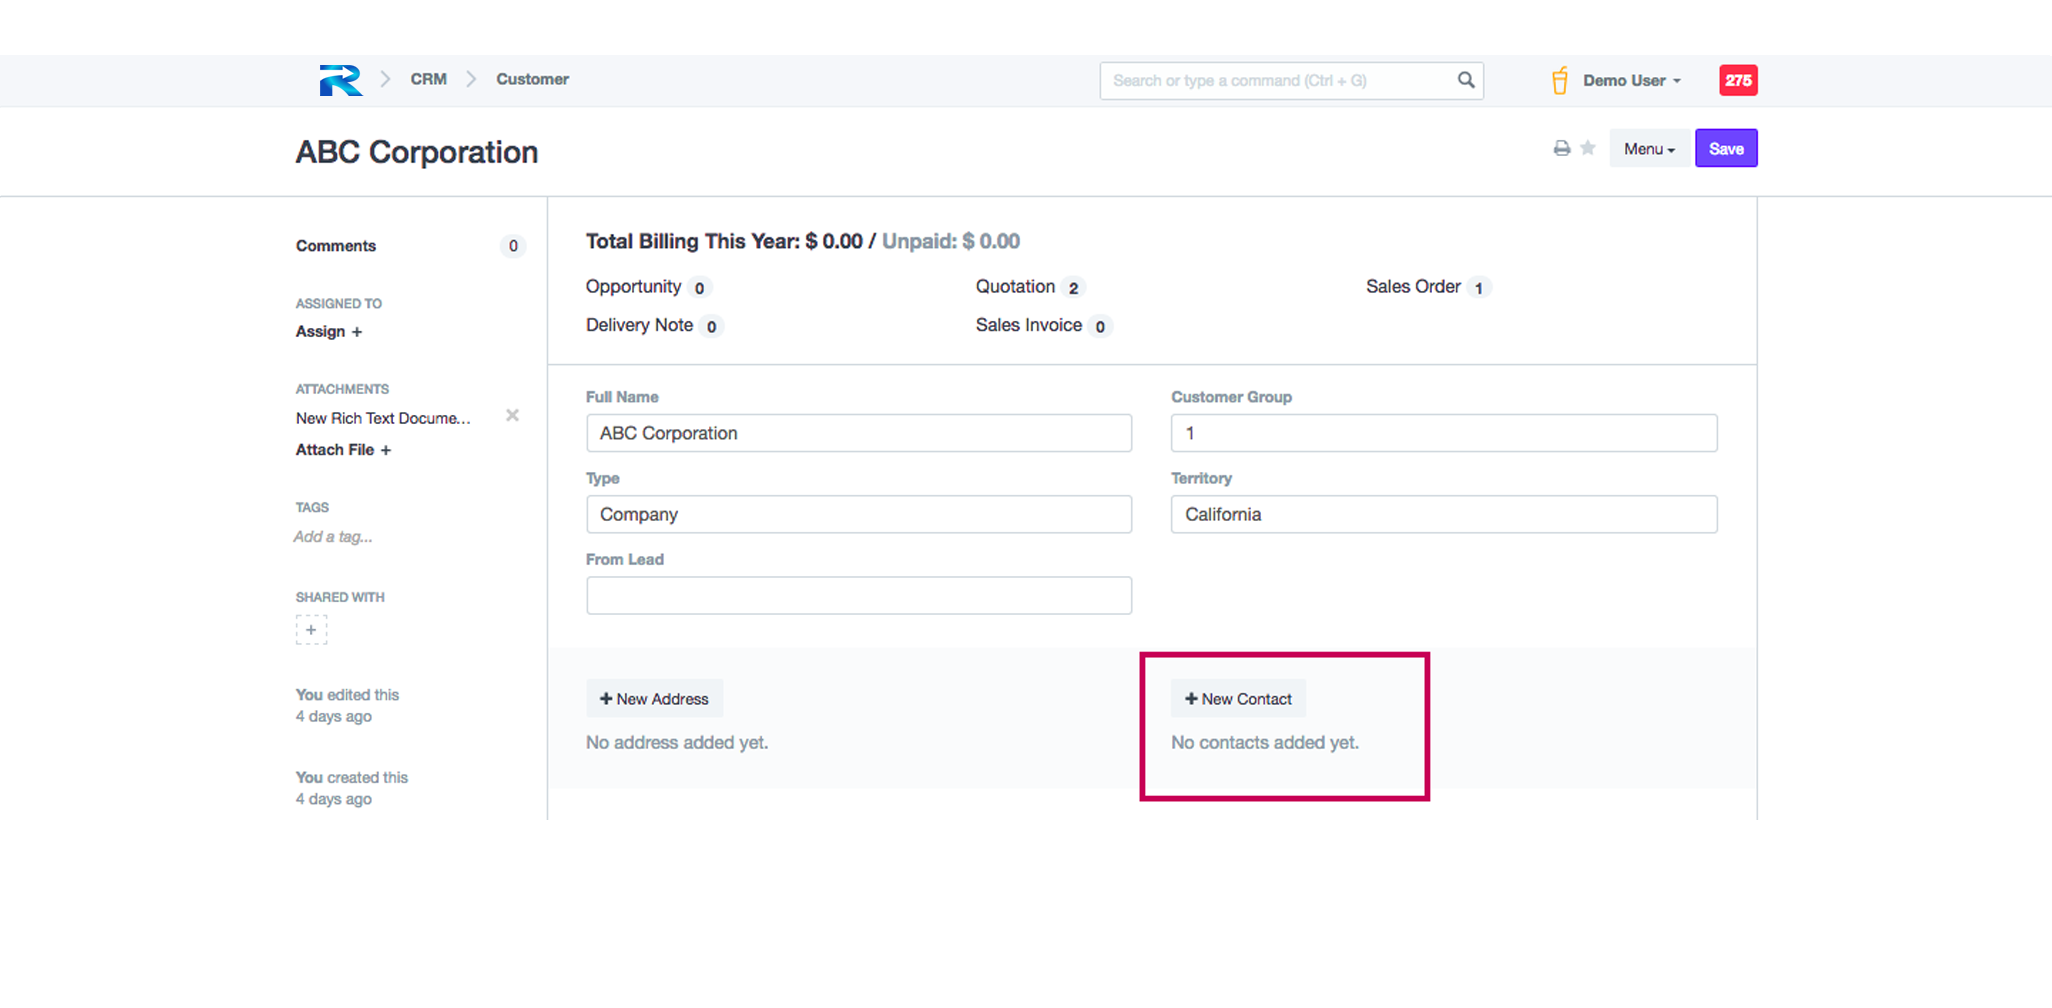 CRM Customer Search or type a command (Ctrl + G) Demo User 275
ABC Corporation Menu Save
Comments 0
ASSIGNED TO
Assign +
ATTACHMENTS
New Rich Text Docume...
Attach File +
TAGS
Add a tag...
SHARED WITH
+
You edited this
4 days ago
You created this
4 days ago
Total Billing This Year: $ 0.00 / Unpaid: $ 0.00
Opportunity 0 Quotation 2 Sales Order 1
Delivery Note 0 Sales Invoice 0
Full Name
ABC Corporation
Type
Company
From Lead
Customer Group
1
Territory
California
+ New Address
No address added yet.
+ New Contact
No contacts added yet.